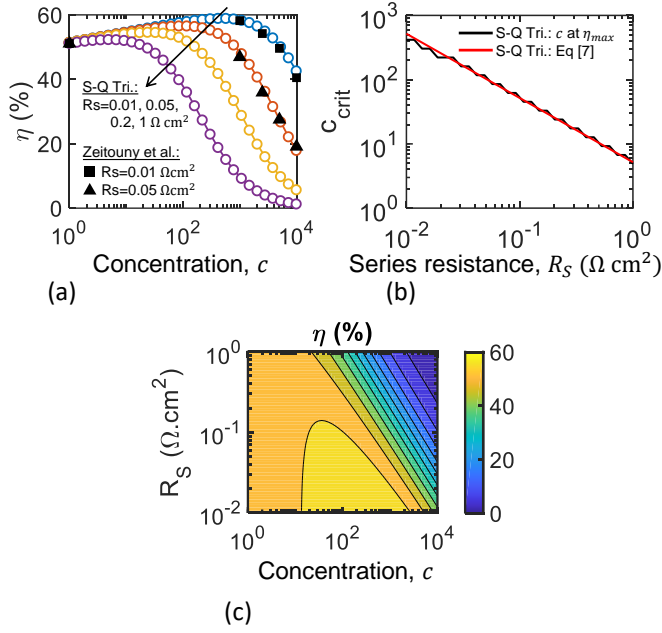 60
40
20
0
η (%)
S-Q Tri.:
Rs=0.01, 0.05,
0.2, 1 Ω cm²
Zeitouny et al.:
Rs=0.01 Ωcm²
Rs=0.05 Ωcm²
10⁰ 10² 10⁴
Concentration, c
(a)
10³
10²
10¹
10⁰
c_crit
S-Q Tri.: c at η_max
S-Q Tri.: Eq [7]
10⁻² 10⁻¹ 10⁰
Series resistance, R_S (Ω cm²)
(b)
η (%)
10⁰
10⁻¹
10⁻²
R_S (Ω.cm²)
10⁰ 10² 10⁴
Concentration, c
60
40
20
0
(c)